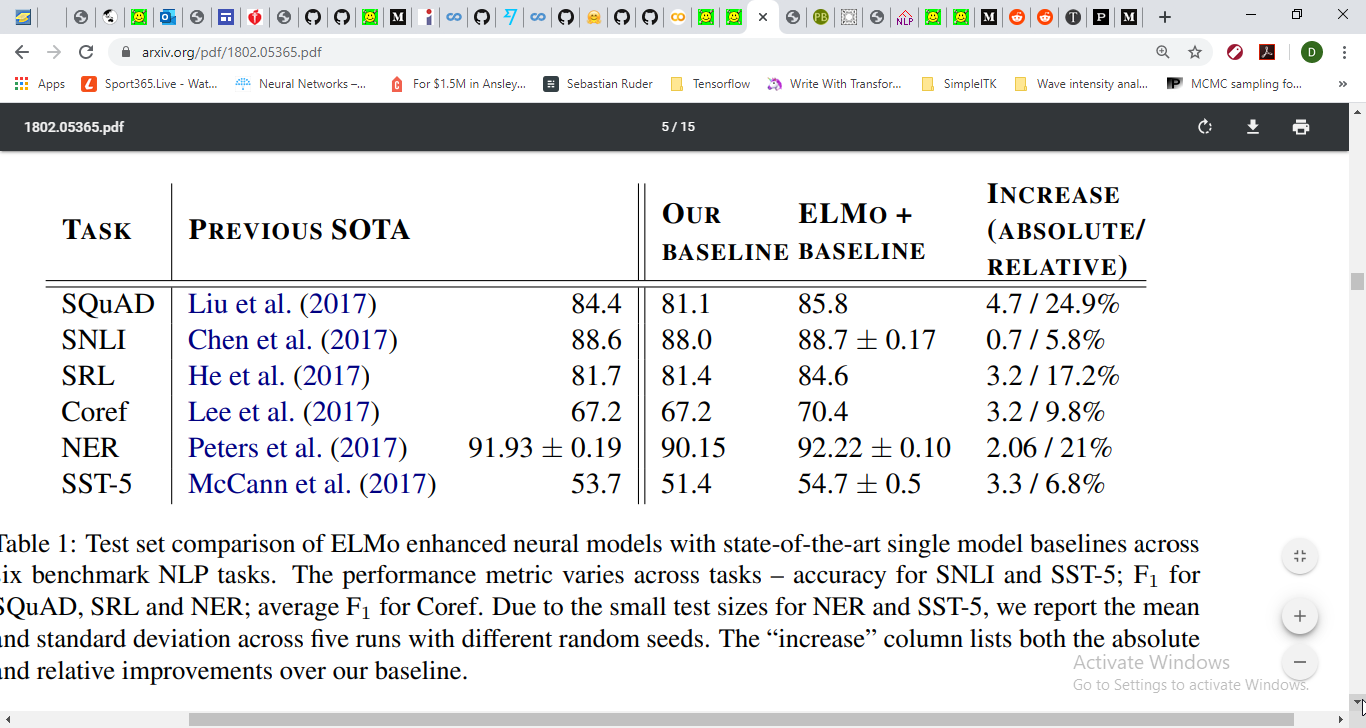 arxiv.org/pdf/1802.05365.pdf
D
Apps Sport365.Live - Wat... Neural Networks –... For $1.5M in Ansley... Sebastian Ruder Tensorflow Write With Transfor... SimpleITK Wave intensity anal... MCMC sampling fo... »
1802.05365.pdf 5 / 15
TASK PREVIOUS SOTA OUR BASELINE ELMO + BASELINE INCREASE (ABSOLUTE/ RELATIVE)
SQuAD Liu et al. (2017) 84.4 81.1 85.8 4.7 / 24.9%
SNLI Chen et al. (2017) 88.6 88.0 88.7 ± 0.17 0.7 / 5.8%
SRL He et al. (2017) 81.7 81.4 84.6 3.2 / 17.2%
Coref Lee et al. (2017) 67.2 67.2 70.4 3.2 / 9.8%
NER Peters et al. (2017) 91.93 ± 0.19 90.15 92.22 ± 0.10 2.06 / 21%
SST-5 McCann et al. (2017) 53.7 51.4 54.7 ± 0.5 3.3 / 6.8%
Table 1: Test set comparison of ELMo enhanced neural models with state-of-the-art single model baselines across
six benchmark NLP tasks. The performance metric varies across tasks – accuracy for SNLI and SST-5; F1 for
SQuAD, SRL and NER; average F1 for Coref. Due to the small test sizes for NER and SST-5, we report the mean
and standard deviation across five runs with different random seeds. The “increase” column lists both the absolute
and relative improvements over our baseline.
Activate Windows
Go to Settings to activate Windows.